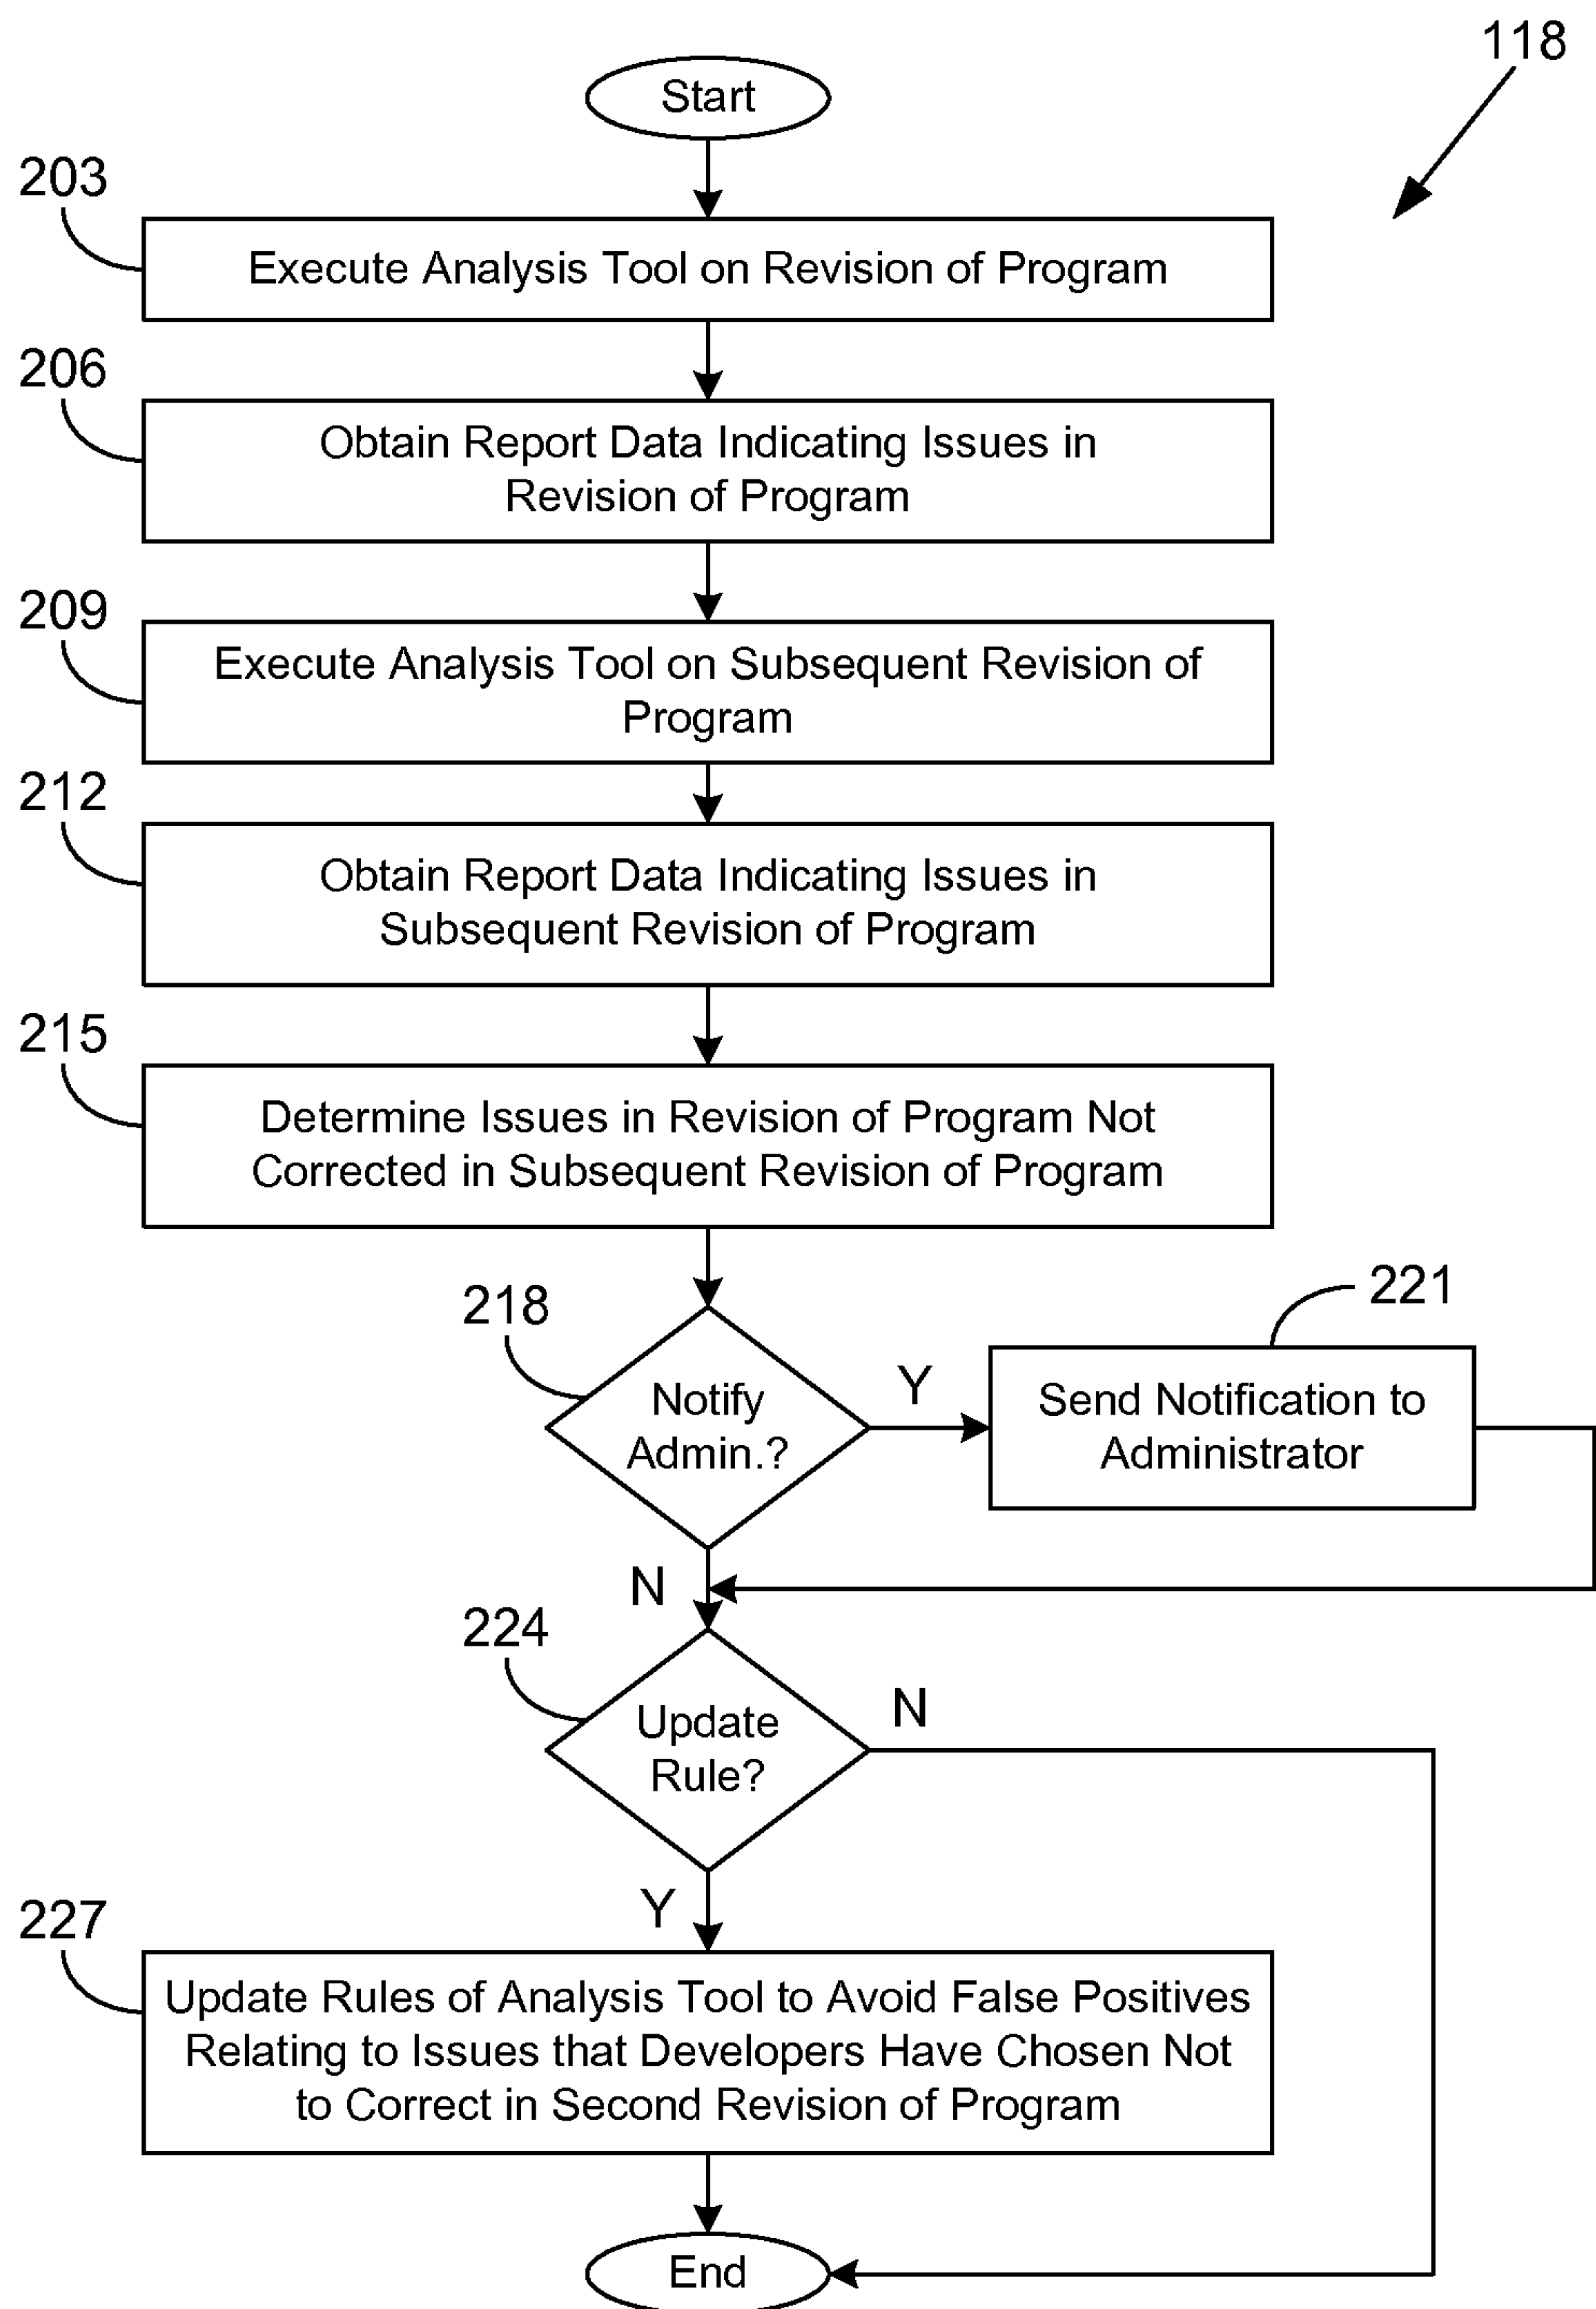 118
Start
203
Execute Analysis Tool on Revision of Program
206
Obtain Report Data Indicating Issues in
Revision of Program
209
Execute Analysis Tool on Subsequent Revision of
Program
212
Obtain Report Data Indicating Issues in
Subsequent Revision of Program
215
Determine Issues in Revision of Program Not
Corrected in Subsequent Revision of Program
218
Notify
Admin.?
Y
221
Send Notification to
Administrator
N
224
Update
Rule?
N
Y
227
Update Rules of Analysis Tool to Avoid False Positives
Relating to Issues that Developers Have Chosen Not
to Correct in Second Revision of Program
End